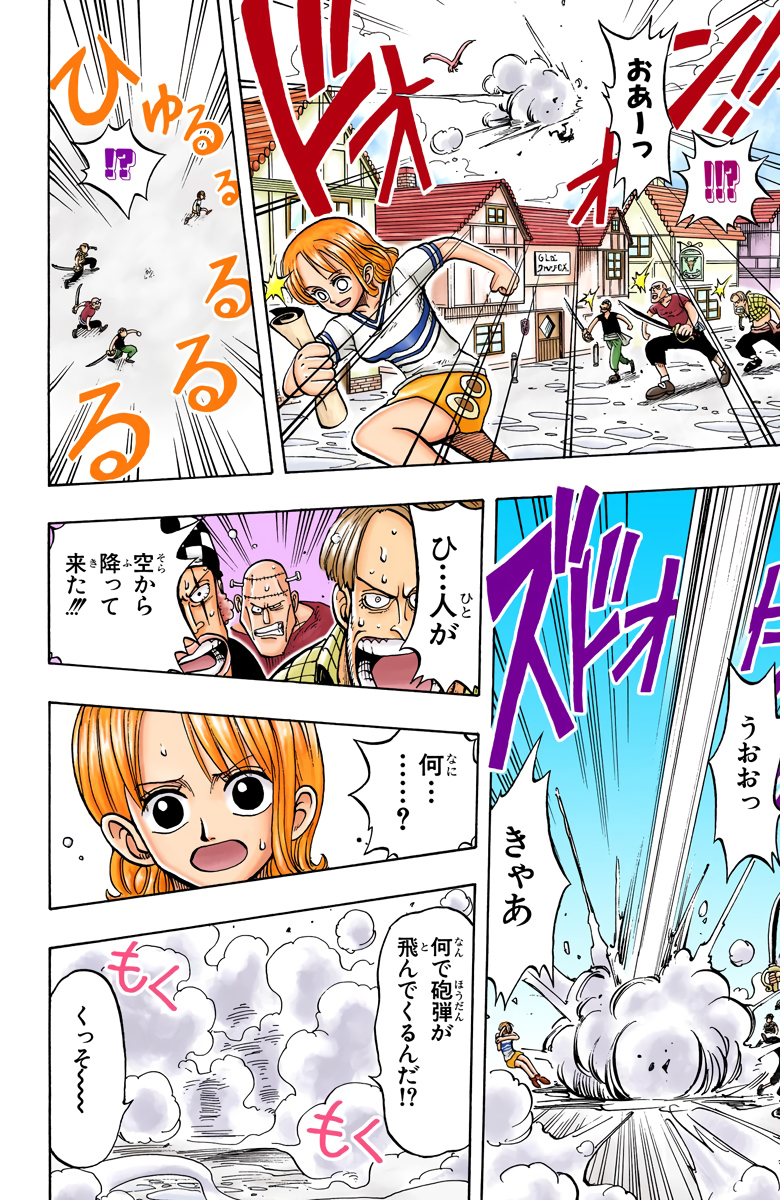 ドオオ
ン!!
おあーっ
!!!?
GLOI
ひゅるるるるる
!?
ズドオ
うおおっ
きゃあ
ひ…人が
空から
降って
来た!!!
何…
……?
何で砲弾が
飛んでくるんだ!?
もく
もく
くっそ〜〜